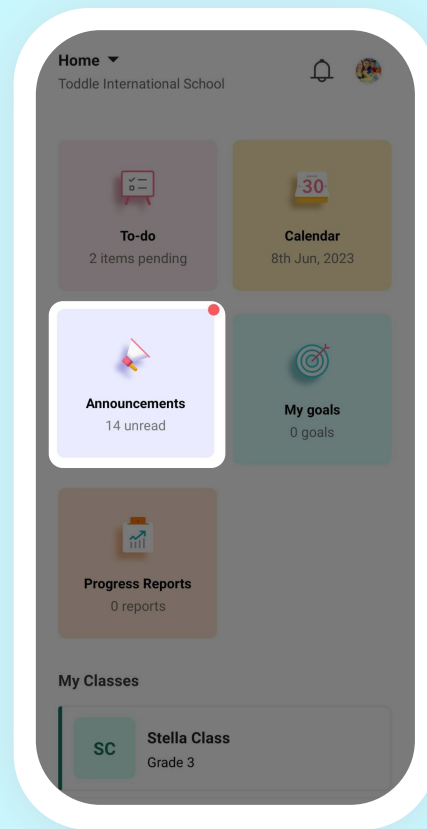 Home
Toddle International School
To-do
2 items pending
30
Calendar
8th Jun, 2023
Announcements
14 unread
My goals
0 goals
Progress Reports
0 reports
My Classes
SC
Stella Class
Grade 3